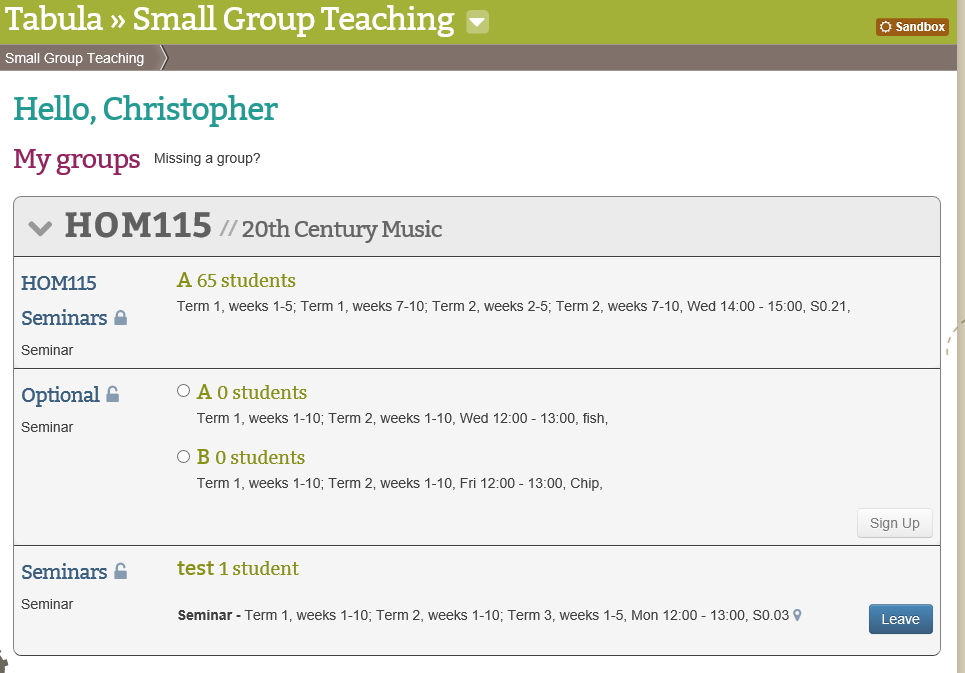 Tabula » Small Group Teaching
Sandbox
Small Group Teaching
Hello, Christopher
My groups Missing a group?
HOM115 // 20th Century Music
HOM115
Seminars
Seminar
A 65 students
Term 1, weeks 1-5; Term 1, weeks 7-10; Term 2, weeks 2-5; Term 2, weeks 7-10, Wed 14:00 - 15:00, S0.21,
Optional
Seminar
A 0 students
Term 1, weeks 1-10; Term 2, weeks 1-10, Wed 12:00 - 13:00, fish,
B 0 students
Term 1, weeks 1-10; Term 2, weeks 1-10, Fri 12:00 - 13:00, Chip,
Sign Up
Seminars
Seminar
test 1 student
Seminar - Term 1, weeks 1-10; Term 2, weeks 1-10; Term 3, weeks 1-5, Mon 12:00 - 13:00, S0.03
Leave